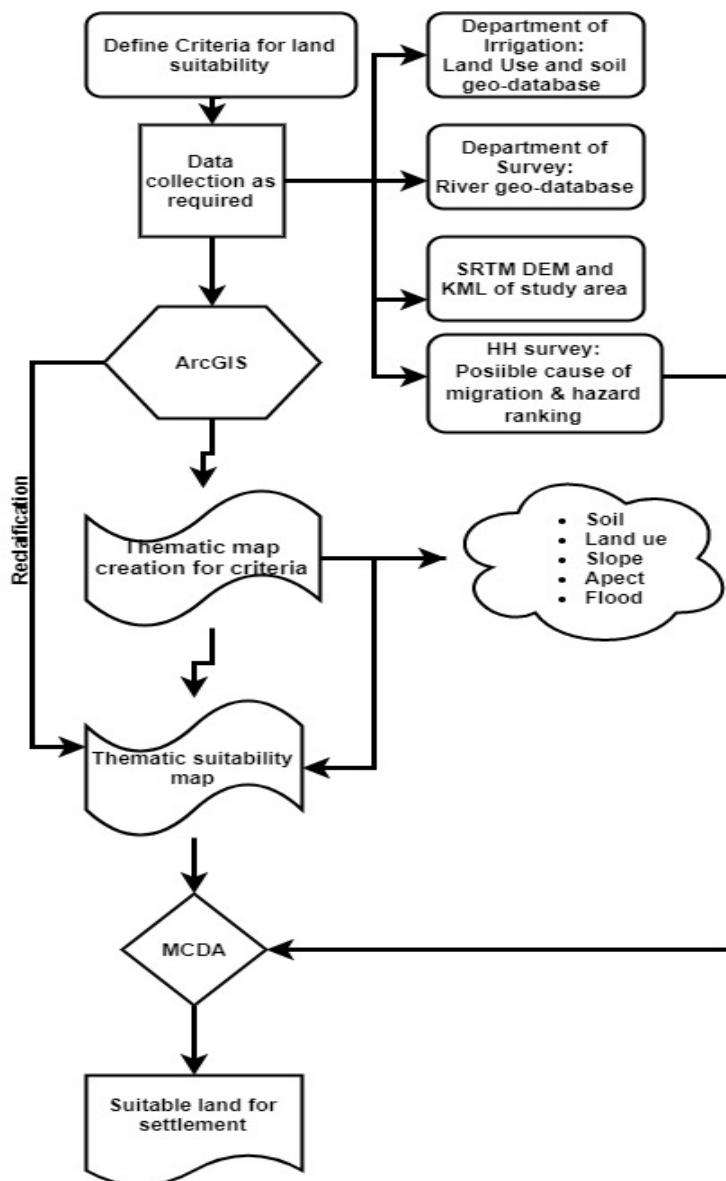 Define Criteria for land
suitability
Data
collection as
required
Department of
Irrigation:
Land Use and soil
geo-database
Department of
Survey:
River geo-database
SRTM DEM and
KML of study area
HH survey:
Posiible cause of
migration & hazard
ranking
ArcGIS
Reclaification
Thematic map
creation for criteria
• Soil
• Land ue
• Slope
• Apect
• Flood
Thematic suitability
map
MCDA
Suitable land for
settlement